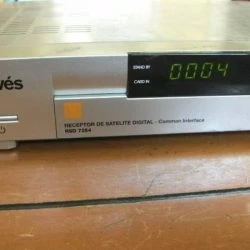 vés
STAND BY
CARD IN
0004
RECEPTOR DE SATELITE DIGITAL - Common Interface
RSD 7264